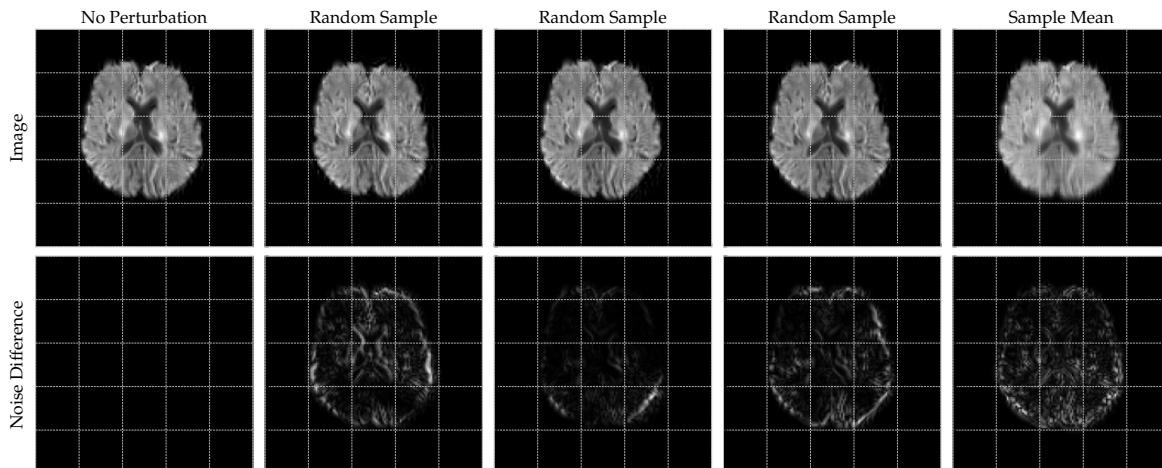 No Perturbation
Random Sample
Random Sample
Random Sample
Sample Mean
Image
Noise Difference